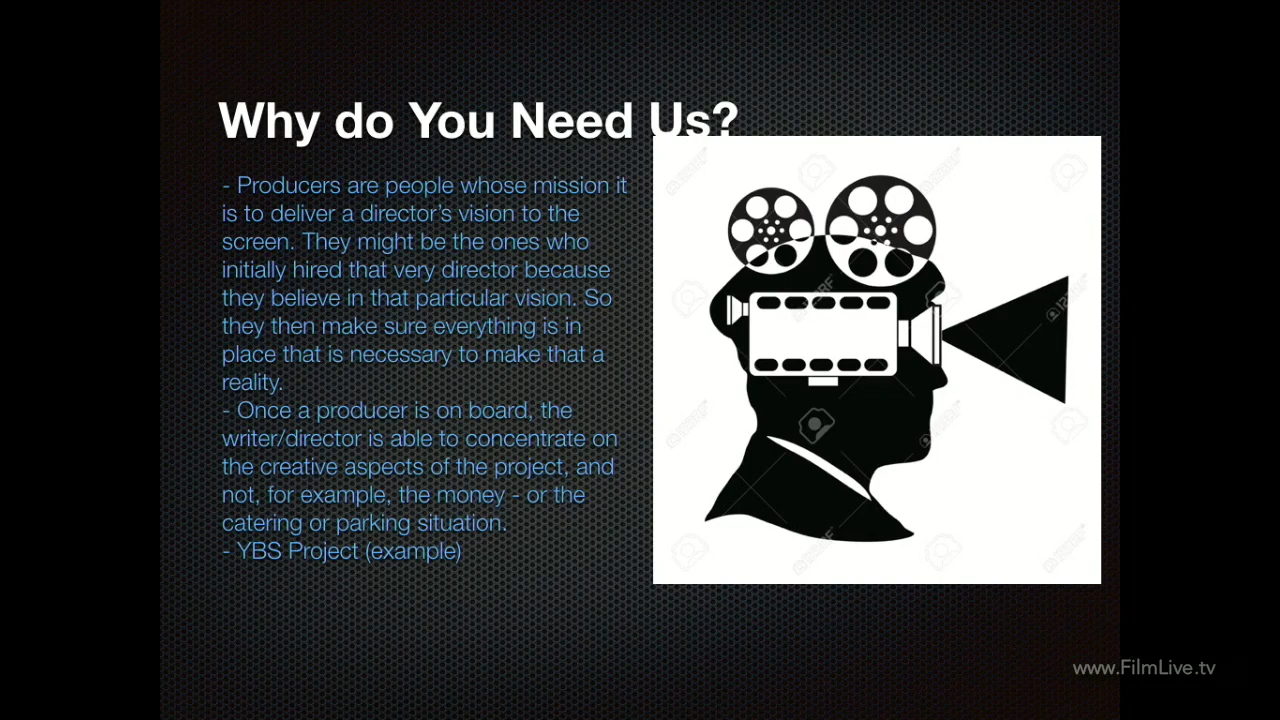 Why do You Need Us?
- Producers are people whose mission it
is to deliver a director's vision to the
screen. They might be the ones who
initially hired that very director because
they believe in that particular vision. So
they then make sure everything is in
place that is necessary to make that a
reality.
- Once a producer is on board, the
writer/director is able to concentrate on
the creative aspects of the project, and
not, for example, the money - or the
catering or parking situation.
- YBS Project (example)
www.FilmLive.tv